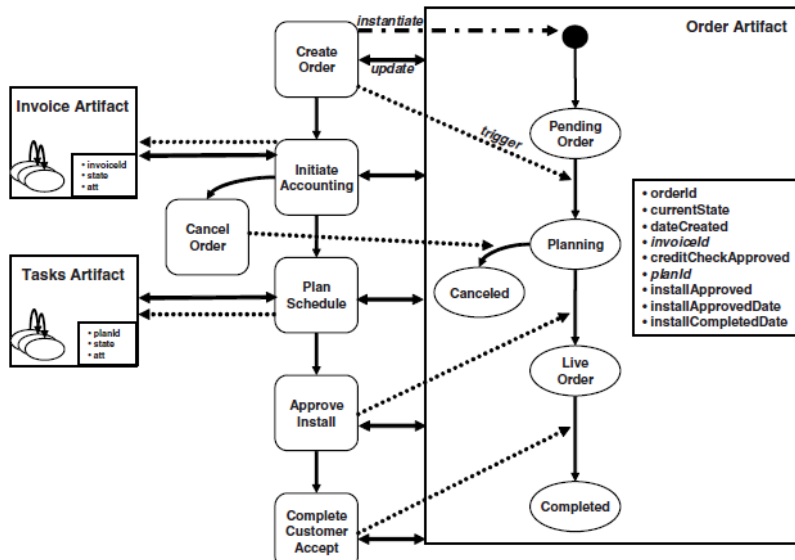 instantiate
Order Artifact
Create
Order
update
Invoice Artifact
• invoiceId
• state
• att
trigger
Pending
Order
Initiate
Accounting
• orderId
• currentState
• dateCreated
• invoiceId
• creditCheckApproved
• planId
• installApproved
• installApprovedDate
• installCompletedDate
Cancel
Order
Planning
Tasks Artifact
• planId
• state
• att
Plan
Schedule
Canceled
Live
Order
Approve
Install
Completed
Complete
Customer
Accept